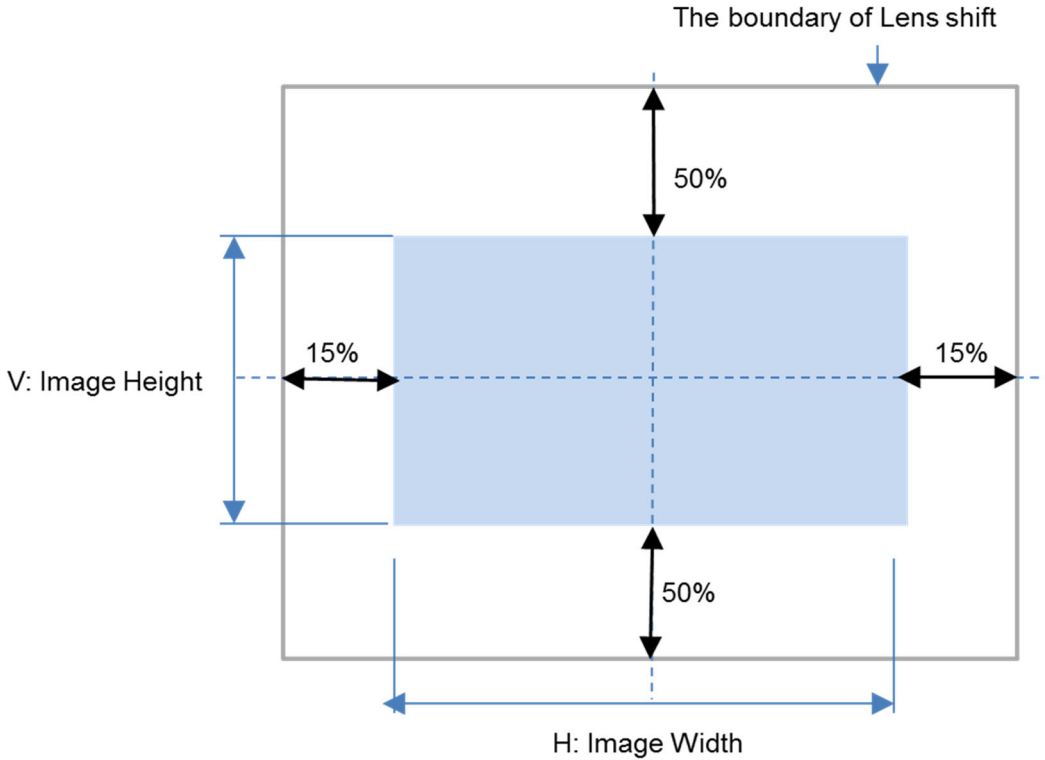 The boundary of Lens shift
50%
15%
15%
V: Image Height
50%
H: Image Width